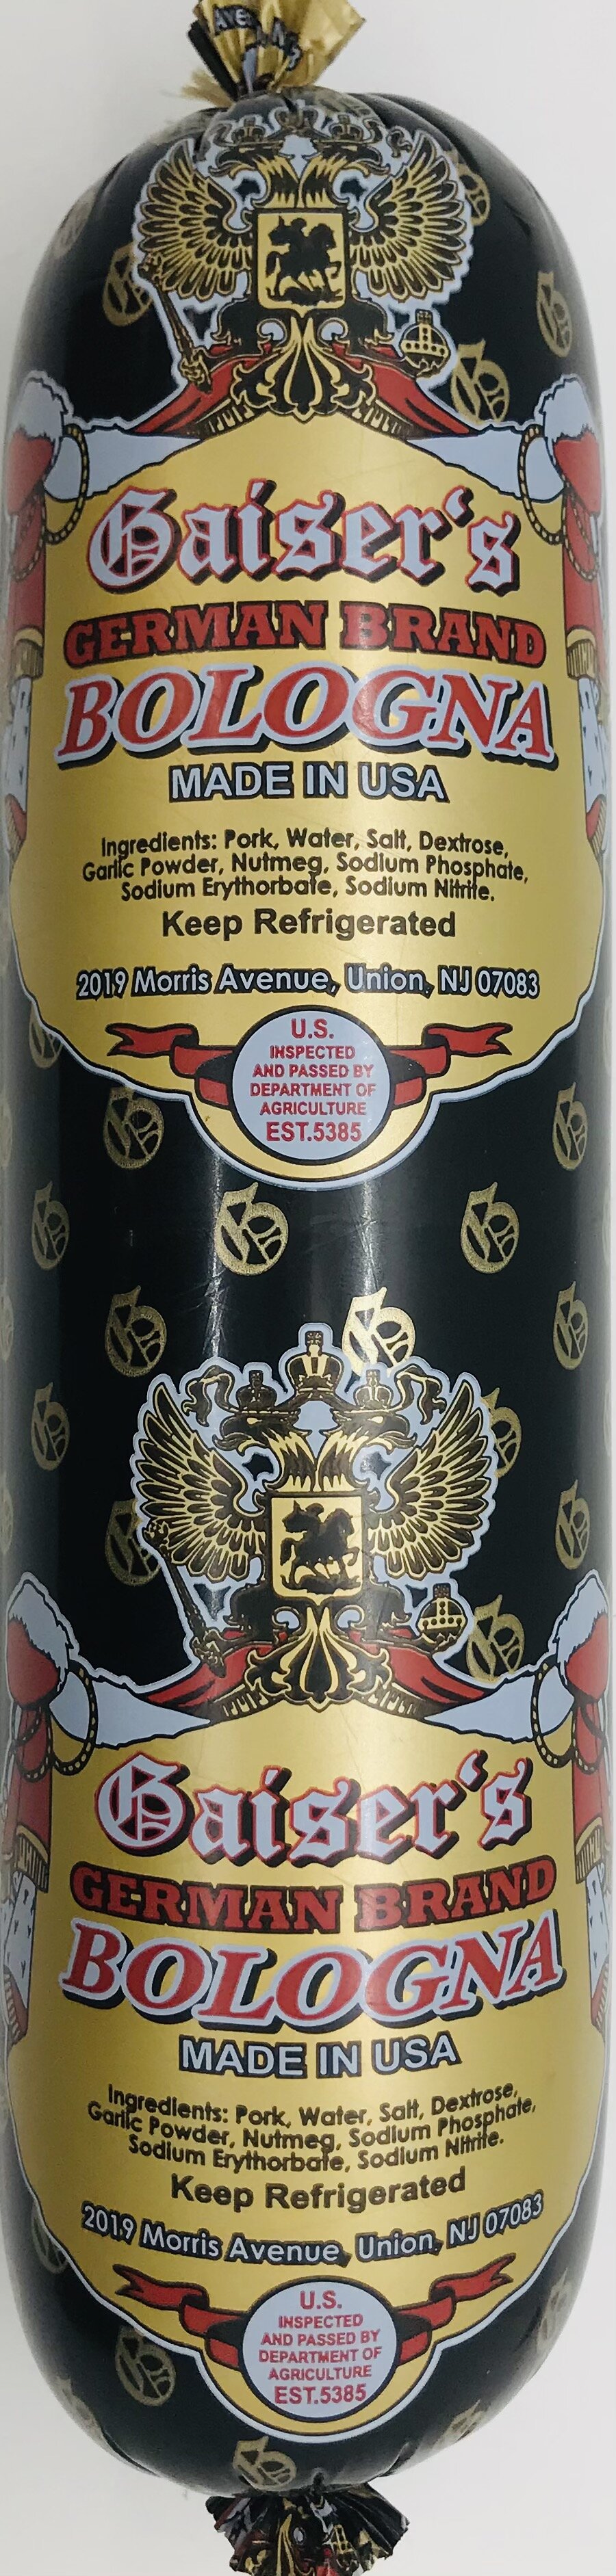 Gaiser's
GERMAN BRAND
BOLOGNA
MADE IN USA
Ingredients: Pork, Water, Salt, Dextrose,
Garlic Powder, Nutmeg, Sodium Phosphate,
Sodium Erythorbate, Sodium Nitrite.
Keep Refrigerated
2019 Morris Avenue, Union, NJ 07083
U.S.
INSPECTED
AND PASSED BY
DEPARTMENT OF
AGRICULTURE
EST.5385
Gaiser's
GERMAN BRAND
BOLOGNA
MADE IN USA
Ingredients: Pork, Water, Salt, Dextrose,
Garlic Powder, Nutmeg, Sodium Phosphate,
Sodium Erythorbate, Sodium Nitrite.
Keep Refrigerated
2019 Morris Avenue, Union, NJ 07083
U.S.
INSPECTED
AND PASSED BY
DEPARTMENT OF
AGRICULTURE
EST.5385